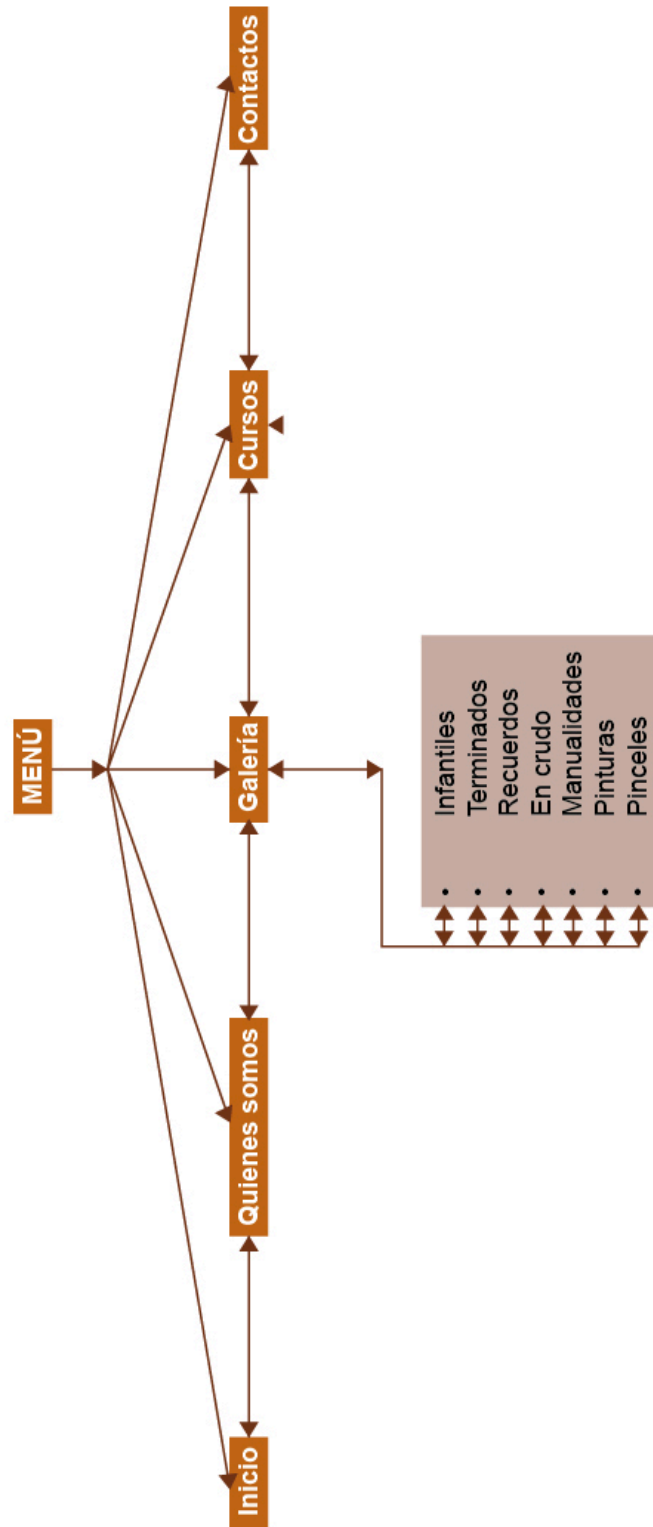 MENÚ
Inicio
Quienes somos
Galería
Cursos
Contactos
• Infantiles
• Terminados
• Recuerdos
• En crudo
• Manualidades
• Pinturas
• Pinceles